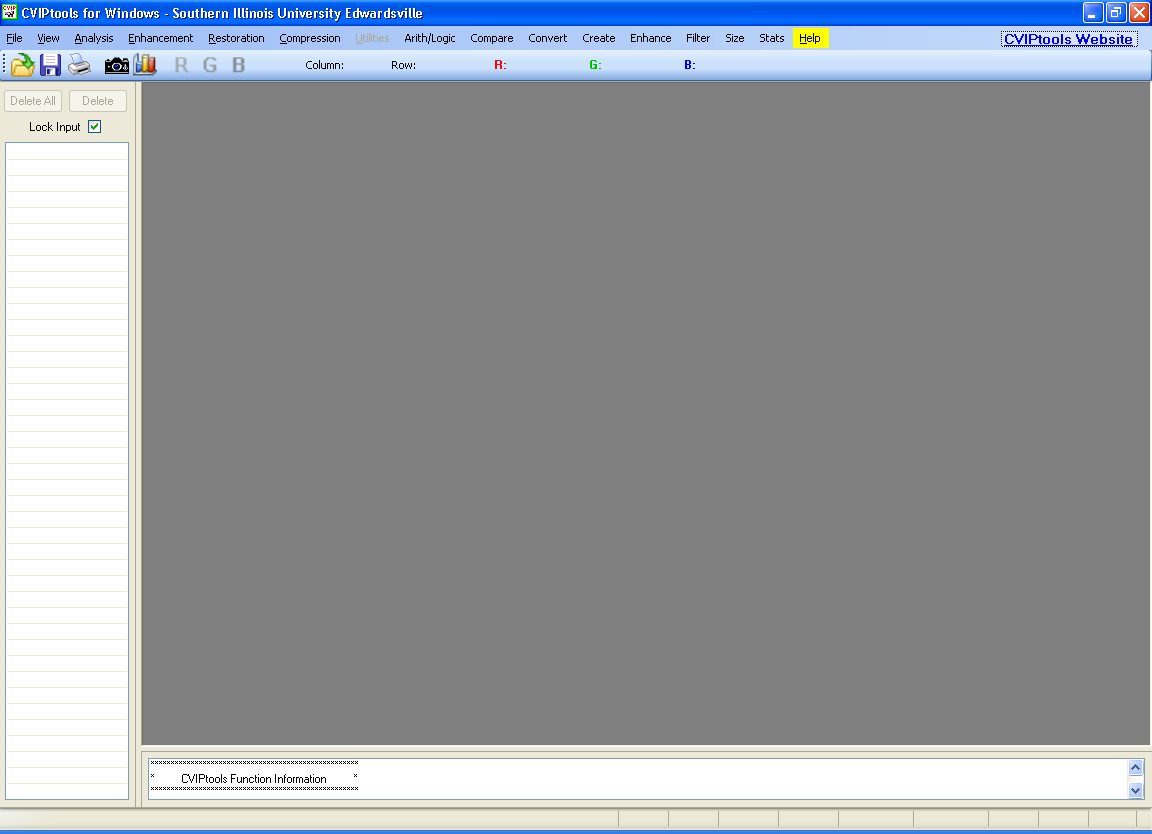 CVIPtools for Windows - Southern Illinois University Edwardsville
File View Analysis Enhancement Restoration Compression Utilities Arith/Logic Compare Convert Create Enhance Filter Size Stats Help CVIPtools Website
R G B Column: Row: R: G: B:
Delete All Delete
Lock Input
CVIPtools Function Information